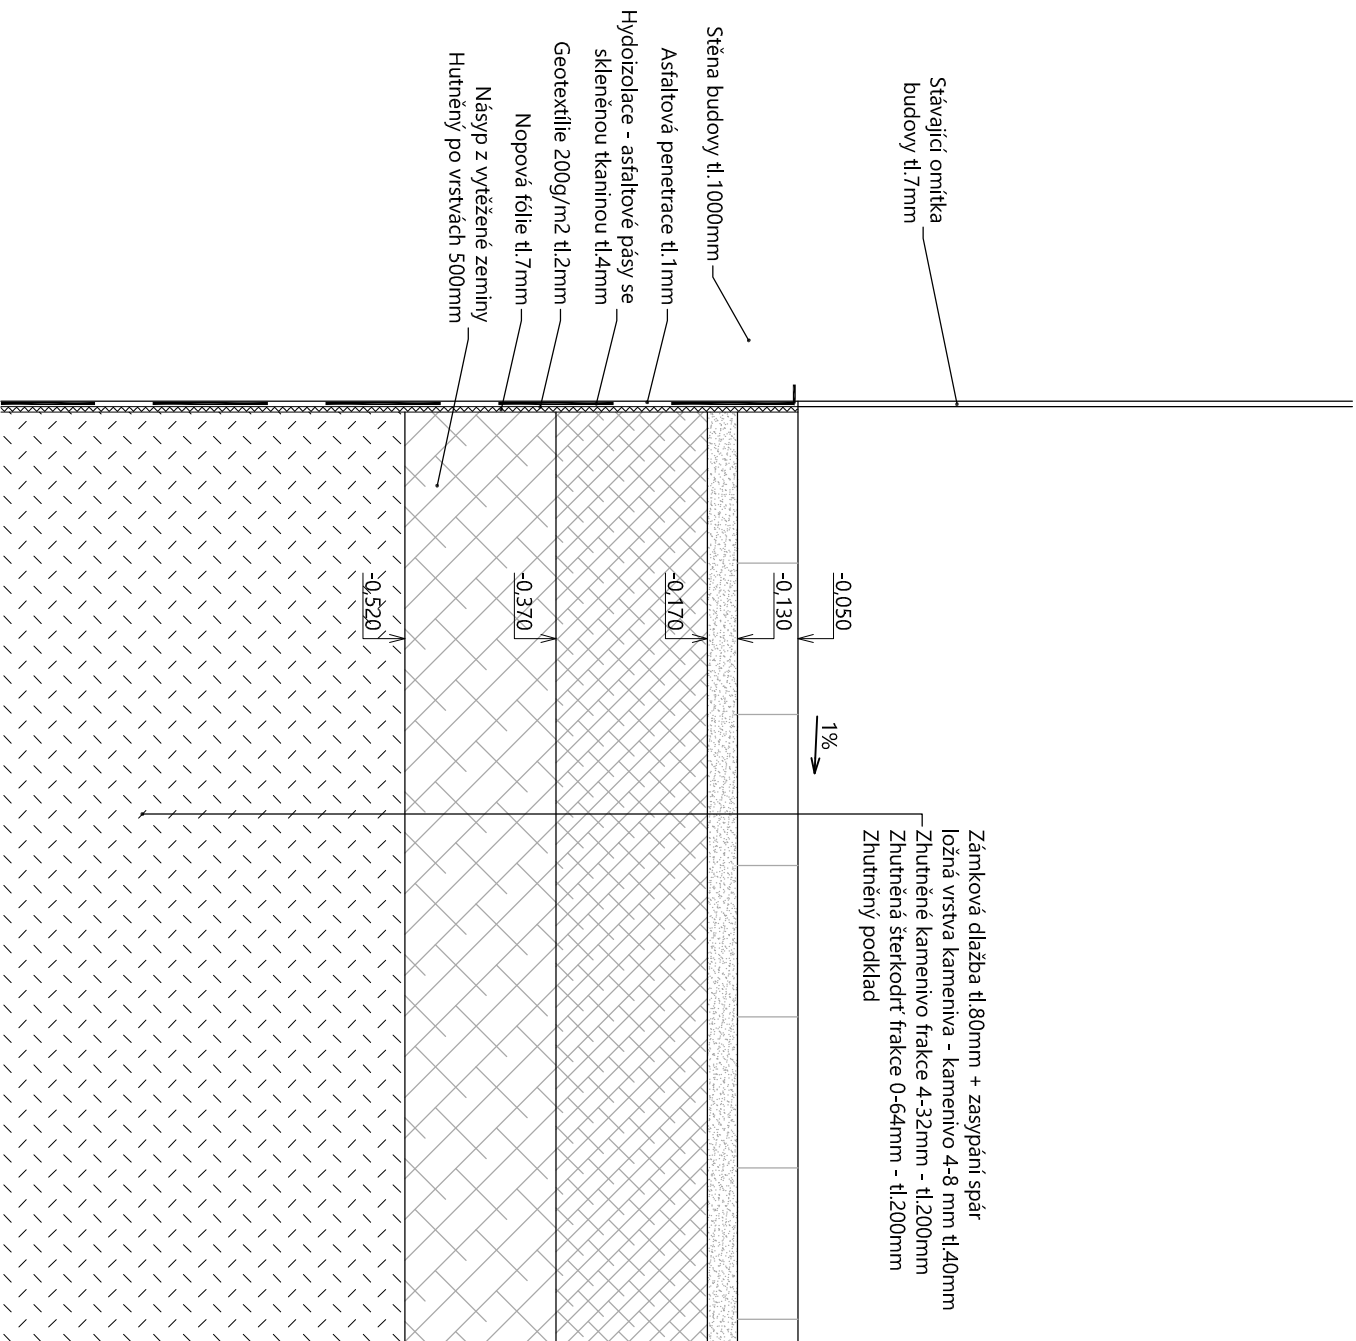 Stávající omítka
budovy tl.7mm
Stěna budovy tl.1000mm
Asfaltová penetrace tl.1mm
Hydoizolace - asfaltové pásy se
skleněnou tkaninou tl.4mm
Geotextílie 200g/m2 tl.2mm
Nopová fólie tl.7mm
Násyp z vytěžené zeminy
Hutněný po vrstvách 500mm
-0,050
-0,130
-0,170
-0,370
-0,520
1%
Zámková dlažba tl.80mm + zasypání spár
ložná vrstva kameniva - kamenivo 4-8 mm tl.40mm
Zhutněné kamenivo frakce 4-32mm - tl.200mm
Zhutněná šterkodrť frakce 0-64mm - tl.200mm
Zhutněný podklad